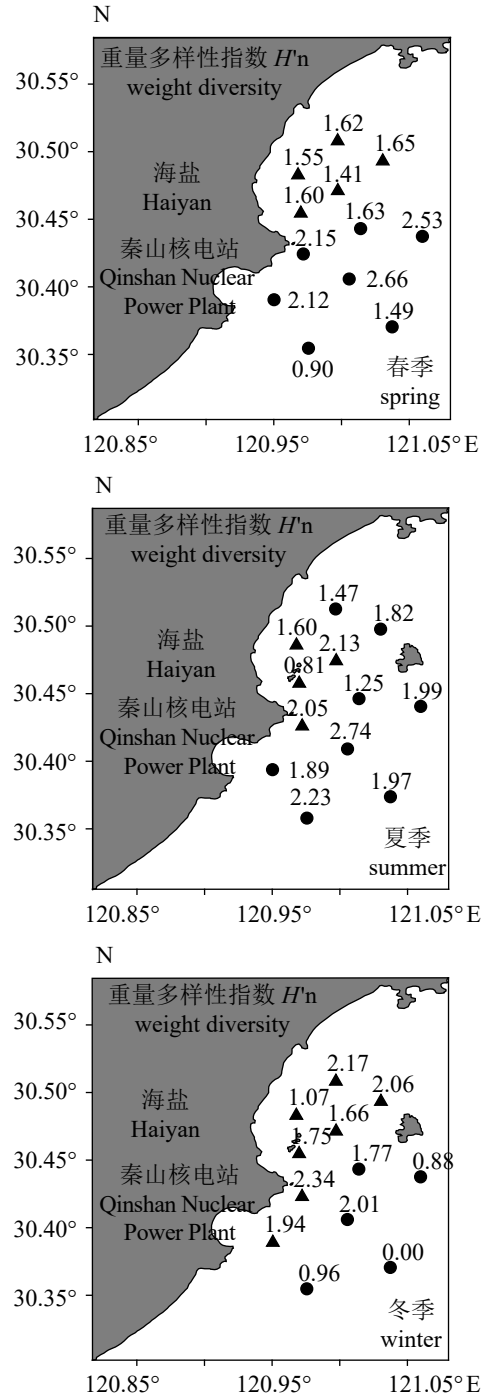 N
重量多样性指数 H'n
weight diversity
30.55°
1.62
30.50°
1.65
1.55
1.41
海盐
Haiyan
1.60
1.63
2.53
30.45°
秦山核电站
2.15
Qinshan Nuclear
Power Plant
2.66
30.40°
2.12
1.49
30.35°
0.90
春季
spring
120.85° 120.95° 121.05° E
N
重量多样性指数 H'n
weight diversity
30.55°
1.47
1.82
30.50°
1.60
2.13
海盐
Haiyan
0.81
1.25
1.99
30.45°
秦山核电站
2.05
Qinshan Nuclear
Power Plant
2.74
30.40°
1.89
1.97
2.23
30.35°
夏季
summer
120.85° 120.95° 121.05° E
N
重量多样性指数 H'n
weight diversity
30.55°
2.17
2.06
30.50°
1.07
1.66
海盐
Haiyan
1.75
1.77
0.88
30.45°
秦山核电站
2.34
Qinshan Nuclear
Power Plant
2.01
1.94
30.40°
0.00
0.96
30.35°
冬季
winter
120.85° 120.95° 121.05° E